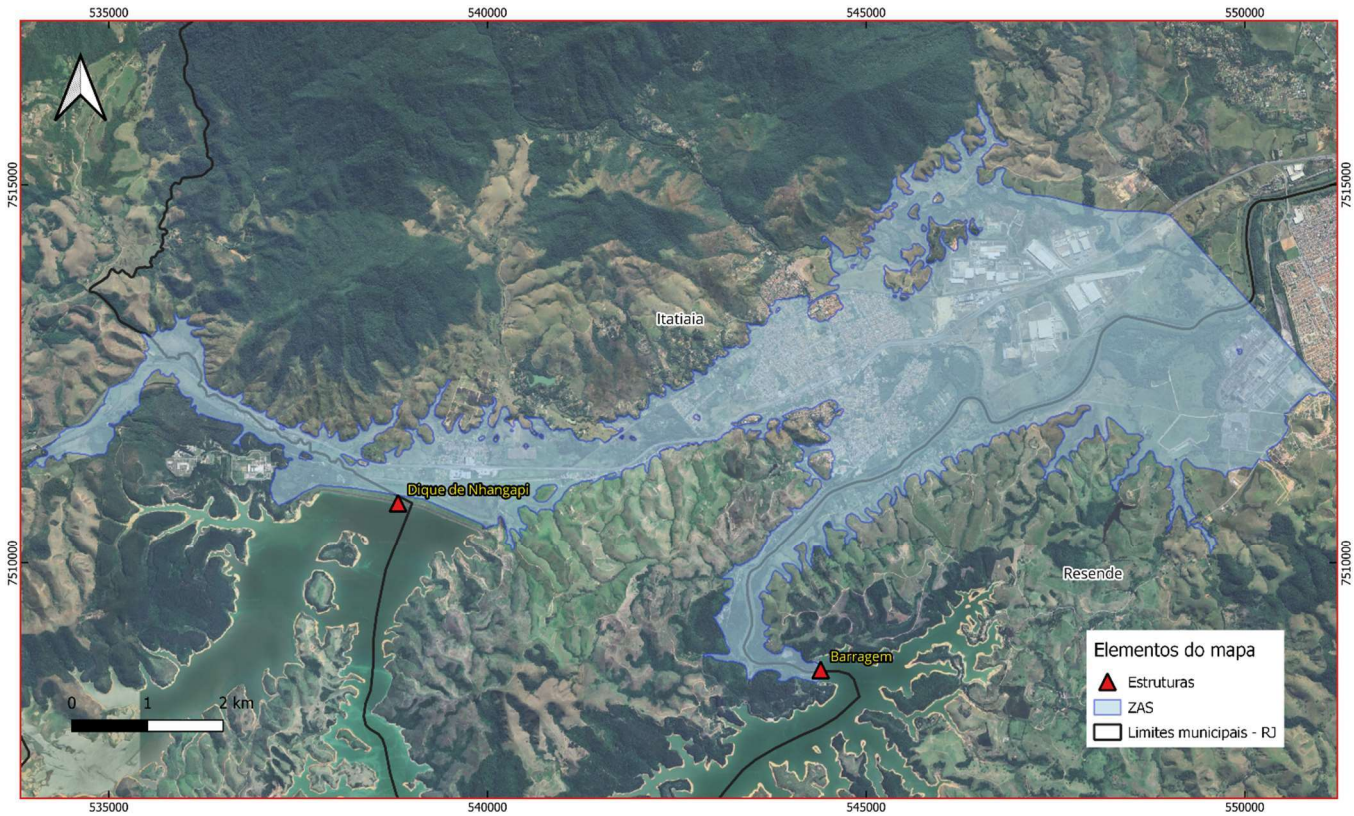 535000
540000
545000
550000
7515000
7515000
Itatiaia
Dique de Nhangapi
7510000
7510000
Resende
Barragem
Elementos do mapa
Estruturas
ZAS
Limites municipais - RJ
0 1 2 km
535000
540000
545000
550000